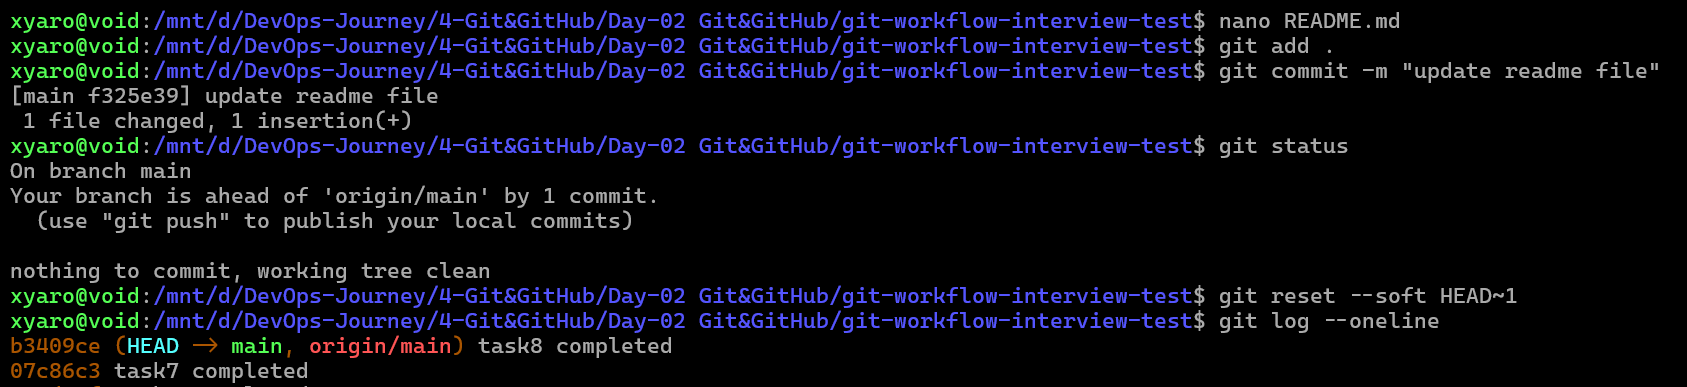 xyaro@void:/mnt/d/DevOps-Journey/4-Git&GitHub/Day-02 Git&GitHub/git-workflow-interview-test$ nano README.md
xyaro@void:/mnt/d/DevOps-Journey/4-Git&GitHub/Day-02 Git&GitHub/git-workflow-interview-test$ git add .
xyaro@void:/mnt/d/DevOps-Journey/4-Git&GitHub/Day-02 Git&GitHub/git-workflow-interview-test$ git commit -m "update readme file"
[main f325e39] update readme file
 1 file changed, 1 insertion(+)
xyaro@void:/mnt/d/DevOps-Journey/4-Git&GitHub/Day-02 Git&GitHub/git-workflow-interview-test$ git status
On branch main
Your branch is ahead of 'origin/main' by 1 commit.
  (use "git push" to publish your local commits)

nothing to commit, working tree clean
xyaro@void:/mnt/d/DevOps-Journey/4-Git&GitHub/Day-02 Git&GitHub/git-workflow-interview-test$ git reset --soft HEAD~1
xyaro@void:/mnt/d/DevOps-Journey/4-Git&GitHub/Day-02 Git&GitHub/git-workflow-interview-test$ git log --oneline
b3409ce (HEAD -> main, origin/main) task8 completed
07c86c3 task7 completed